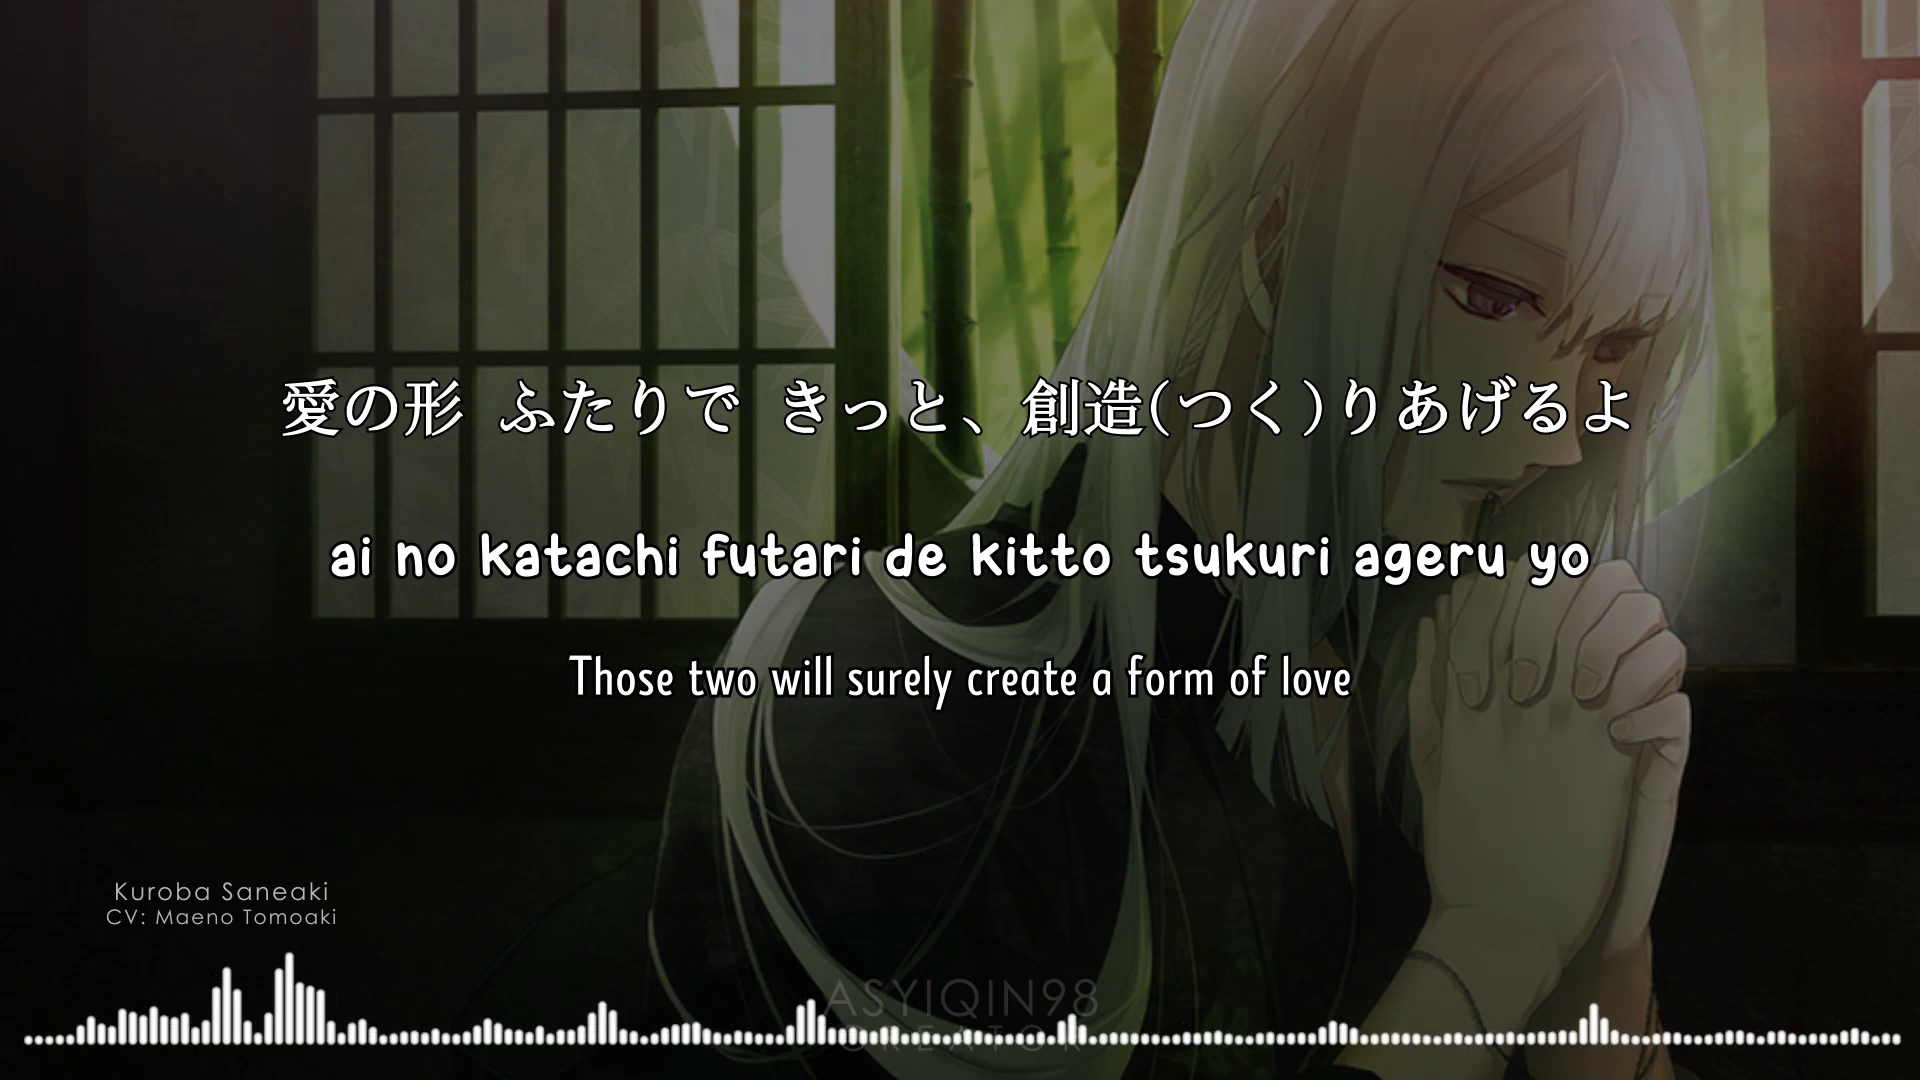 愛の形 ふたりで きっと、創造(つく)りあげるよ
ai no katachi futari de kitto tsukuri ageru yo
Those two will surely create a form of love
Kuroba Saneaki
CV: Maeno Tomoaki
ASYIQIN98
CREATOR